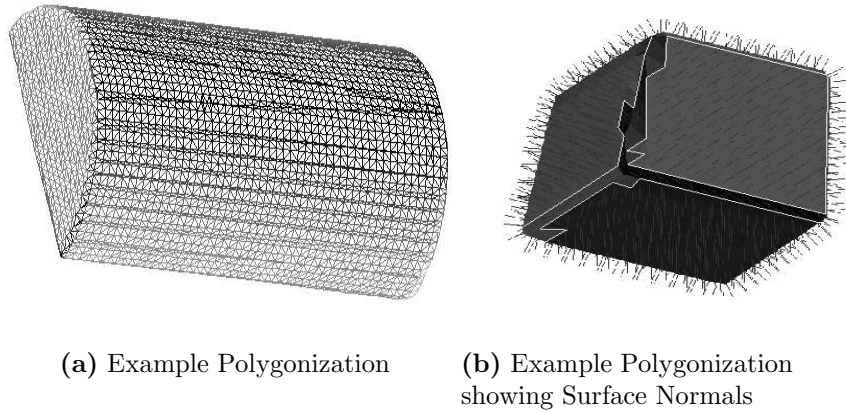 (a) Example Polygonization
(b) Example Polygonization
showing Surface Normals